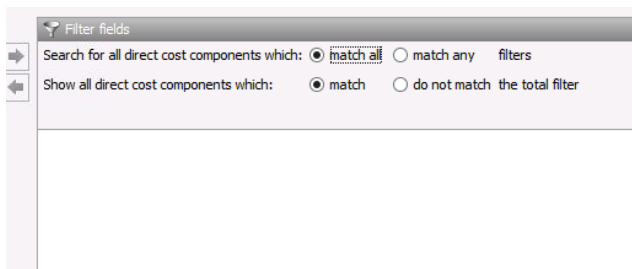 Filter fields
Search for all direct cost components which: match all match any filters
Show all direct cost components which: match do not match the total filter